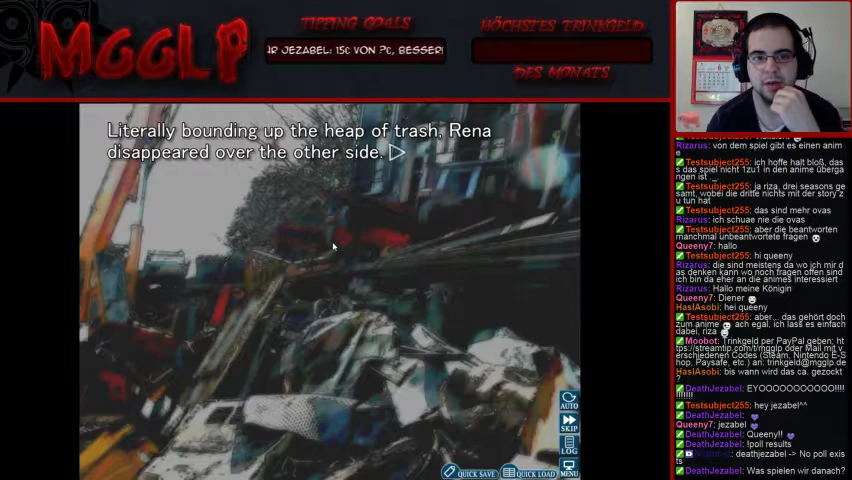 MGGLP
TIPPING GOALS
HÖCHSTES TRINKGELD
R JEZABEL: 15€ VON ?€, BESSER
DES MONATS
Literally bounding up the heap of trash, Rena
disappeared over the other side.
AUTO
SKIP
LOG
MENU
QUICK SAVE
QUICK LOAD
Rizarus: von dem spiel gibt es einen anim
e
Testsubject255: ich hoffe halt bloß, das
s das spiel nicht 1zu1 in den anime überga
ngen ist ._.
Testsubject255: ja riza, drei seasons ge
samt, wobei die dritte nichts mit der story zu
tun hat
Testsubject255: das sind mehr ovas
Rizarus: ich schuae nie die ovas
Testsubject255: aber die beantworten
manchmal unbeantwortete fragen
Queeny7: hallo
Testsubject255: hi queeny
Rizarus: die sind meistens da wo ich mir d
as denken kann wo noch fragen offen sind
ich bin da eher an die animes interessiert
Rizarus: Hallo meine Königin
Queeny7: Diener
HaslAsobi: hei queeny
Testsubject255: aber... das gehört doch
zum anime ach egal, ich lass es einfach
dabei, riza
Moobot: Trinkgeld per PayPal geben: ht
tps://streamtip.com/t/mgglp oder Mail mit v
erschiedenen Codes (Steam, Nintendo E-S
hop, Paysafe, etc.) an: trinkgeld@mgglp.de
HaslAsobi: bis wann wird das ca. gezockt
?
DeathJezabel: EYOOOOOOOOOO!!!!!
!!!!!!!!
Testsubject255: hey jezabel^^
DeathJezabel:
Queeny7: jezabel
DeathJezabel: Queeny!!
DeathJezabel: !poll results
deathjezabel -> No poll exis
ts
DeathJezabel: Was spielen wir danach?